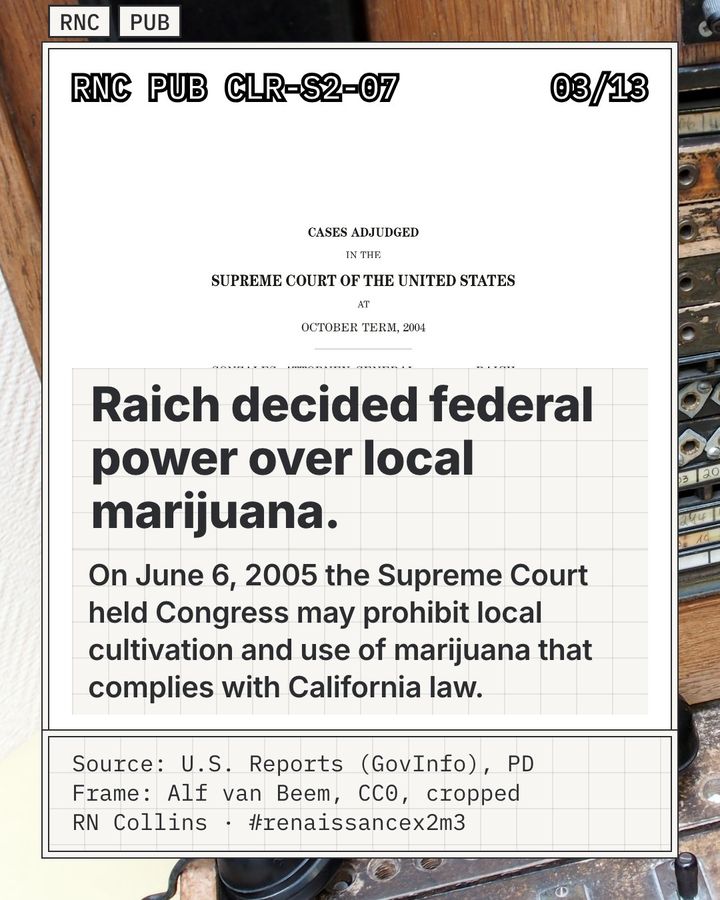 RNC PUB
RNC PUB CLR-S2-07 03/13
CASES ADJUDGED
IN THE
SUPREME COURT OF THE UNITED STATES
AT
OCTOBER TERM, 2004
Raich decided federal
power over local
marijuana.
On June 6, 2005 the Supreme Court
held Congress may prohibit local
cultivation and use of marijuana that
complies with California law.
Source: U.S. Reports (GovInfo), PD
Frame: Alf van Beem, CC0, cropped
RN Collins · #renaissancex2m3